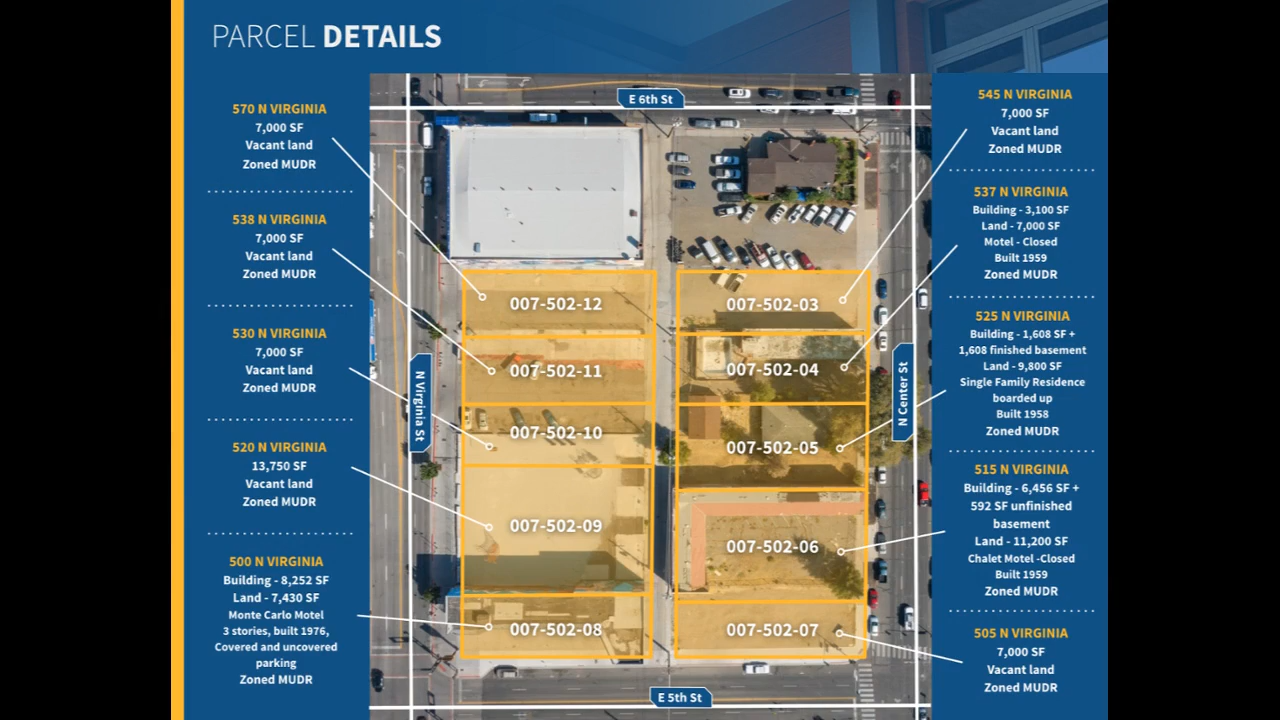 PARCEL DETAILS
570 N VIRGINIA
7,000 SF
Vacant land
Zoned MUDR
538 VIRGINIA
7,000 SF
Vacant land
Zoned MUDR
530 N VIRGINIA
7,000 SF
Vacant land
Zoned MUDR
520 N VIRGINIA
13,750 SF
Vacant land
Zoned MUDR
500 N VIRGINIA
Building - 8,252 SF
Land - 7,430 SF
Monte Carlo Motel
3 stories, built 1976,
Covered and uncovered
parking
Zoned MUDR
E 6th St
N Virginia St
007-502-12
007-502-11
007-502-10
007-502-09
007-502-08
007-502-03
007-502-04
007-502-05
007-502-06
007-502-07
N Center St
E 5th St
545 N VIRGINIA
7,000 SF
Vacant land
Zoned MUDR
537 N VIRGINIA
Building - 3,100 SF
Land - 7,000 SF
Motel - Closed
Built 1959
Zoned MUDR
525 N VIRGINIA
Building - 1,608 SF +
1,608 finished basement
Land - 9,800 SF
Single Family Residence
boarded up
Built 1958
Zoned MUDR
515 N VIRGINIA
Building - 6,456 SF +
592 SF unfinished
basement
Land - 11,200 SF
Chalet Motel -Closed
Built 1959
Zoned MUDR
505 N VIRGINIA
7,000 SF
Vacant land
Zoned MUDR